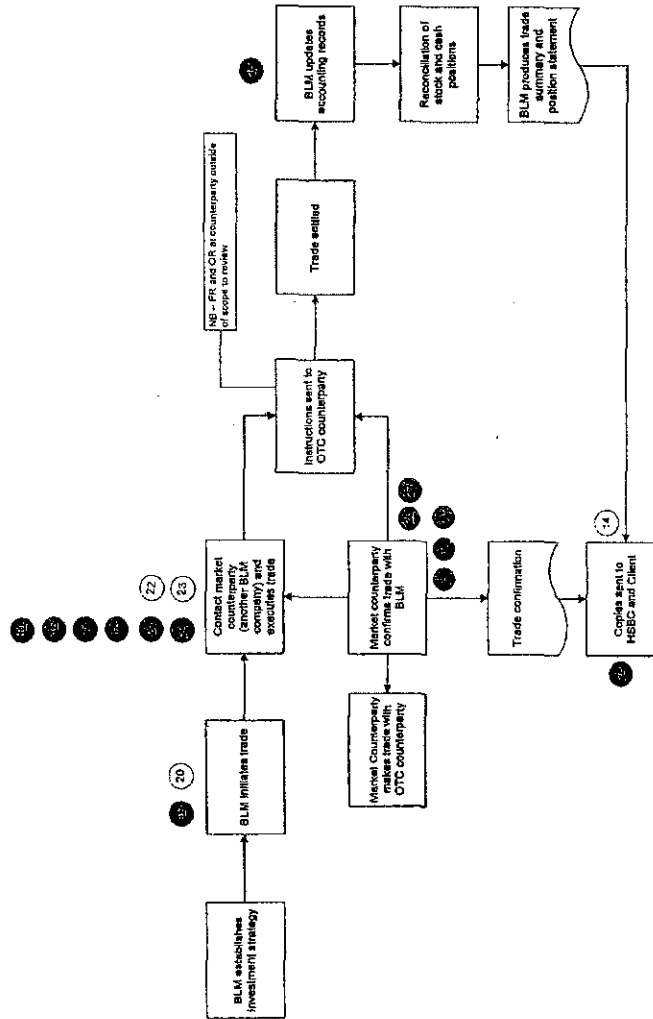 BLM establishes
investment strategy
20
BLM initiates trade
22
23
Contact market
counterparty
(another BLM
company) and
executes trade
Market counterparty
confirms trade with
BLM
Market Counterparty
makes trade with
OTC counterparty
Trade confirmation
14
Copies sent to
HSBC and Client
Instructions sent to
OTC counterparty
NB - FR and OR at counterparty outside
of scope to review
Trade settled
BLM updates
accounting records
Reconciliation of
stock and cash
positions
BLM produces trade
summary and
position statement